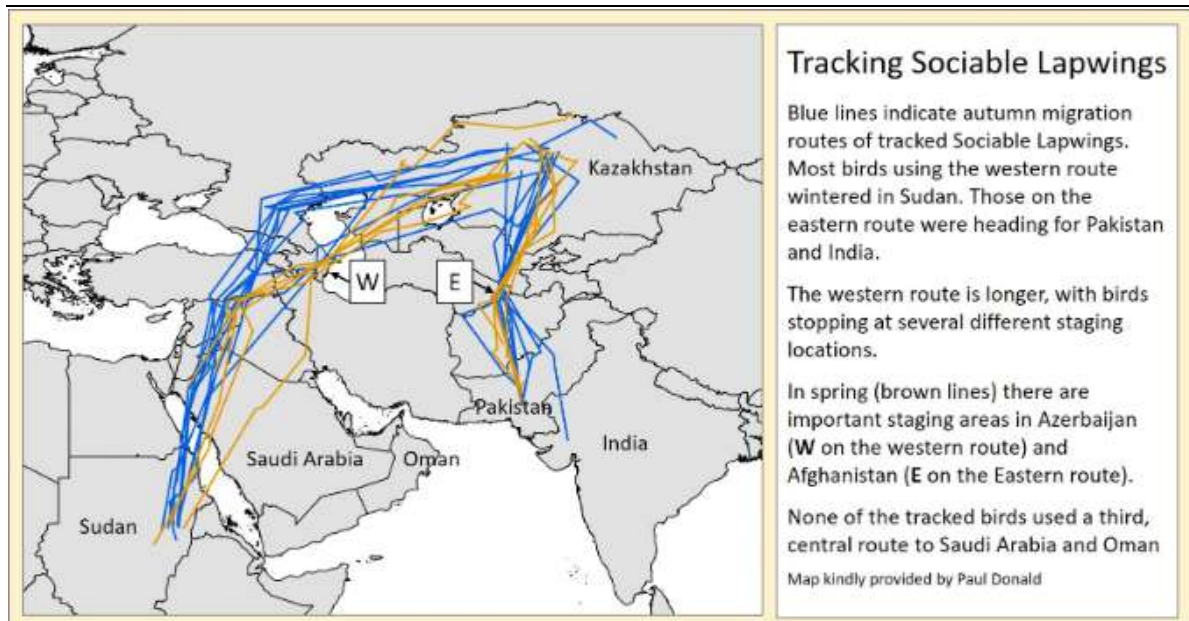 Kazakhstan
W
E
Pakistan
India
Saudi Arabia
Oman
Sudan
Tracking Sociable Lapwings
Blue lines indicate autumn migration
routes of tracked Sociable Lapwings.
Most birds using the western route
wintered in Sudan. Those on the
eastern route were heading for Pakistan
and India.
The western route is longer, with birds
stopping at several different staging
locations.
In spring (brown lines) there are
important staging areas in Azerbaijan
(W on the western route) and
Afghanistan (E on the Eastern route).
None of the tracked birds used a third,
central route to Saudi Arabia and Oman
Map kindly provided by Paul Donald